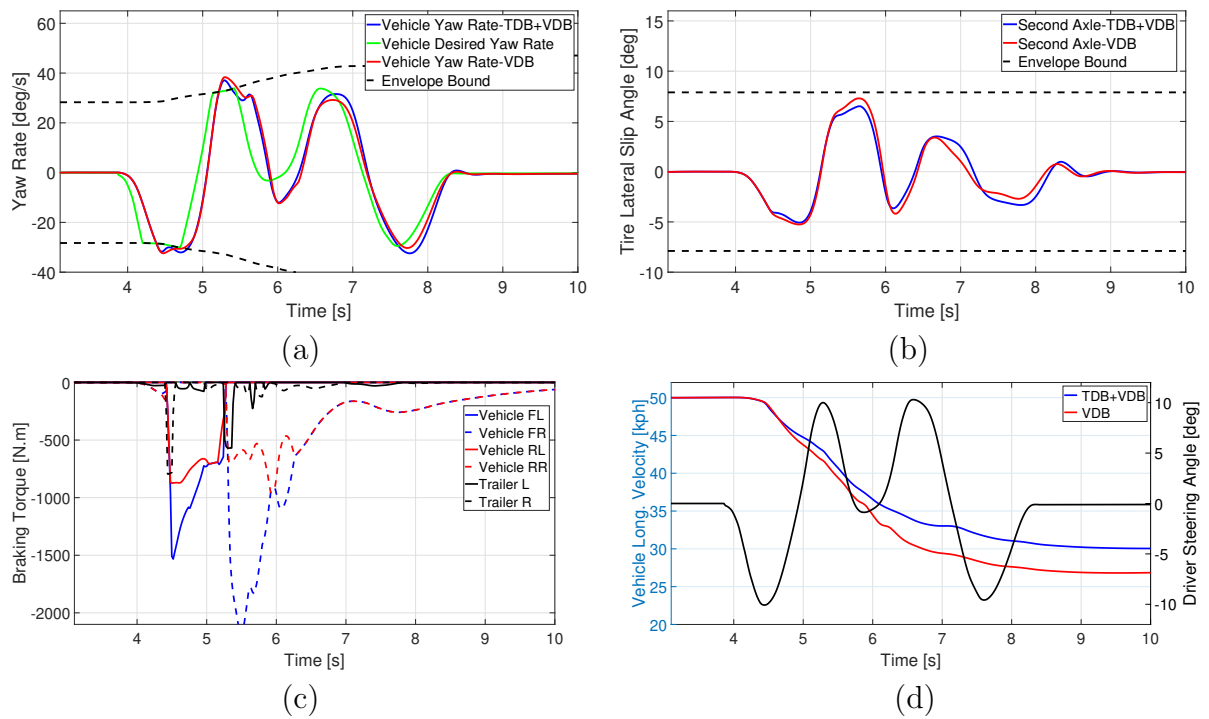 60
40
20
0
-20
-40
4
5
6
7
8
9
10
Yaw Rate [deg/s]
Time [s]
Vehicle Yaw Rate-TDB+VDB
Vehicle Desired Yaw Rate
Vehicle Yaw Rate-VDB
Envelope Bound
(a)
15
10
5
0
-5
-10
4
5
6
7
8
9
10
Tire Lateral Slip Angle [deg]
Time [s]
Second Axle-TDB+VDB
Second Axle-VDB
Envelope Bound
(b)
0
-500
-1000
-1500
-2000
4
5
6
7
8
9
10
Braking Torque [N.m]
Time [s]
Vehicle FL
Vehicle FR
Vehicle RL
Vehicle RR
Trailer L
Trailer R
(c)
50
45
40
35
30
25
20
4
5
6
7
8
9
10
Vehicle Long. Velocity [kph]
Time [s]
TDB+VDB
VDB
10
5
0
-5
-10
Driver Steering Angle [deg]
(d)